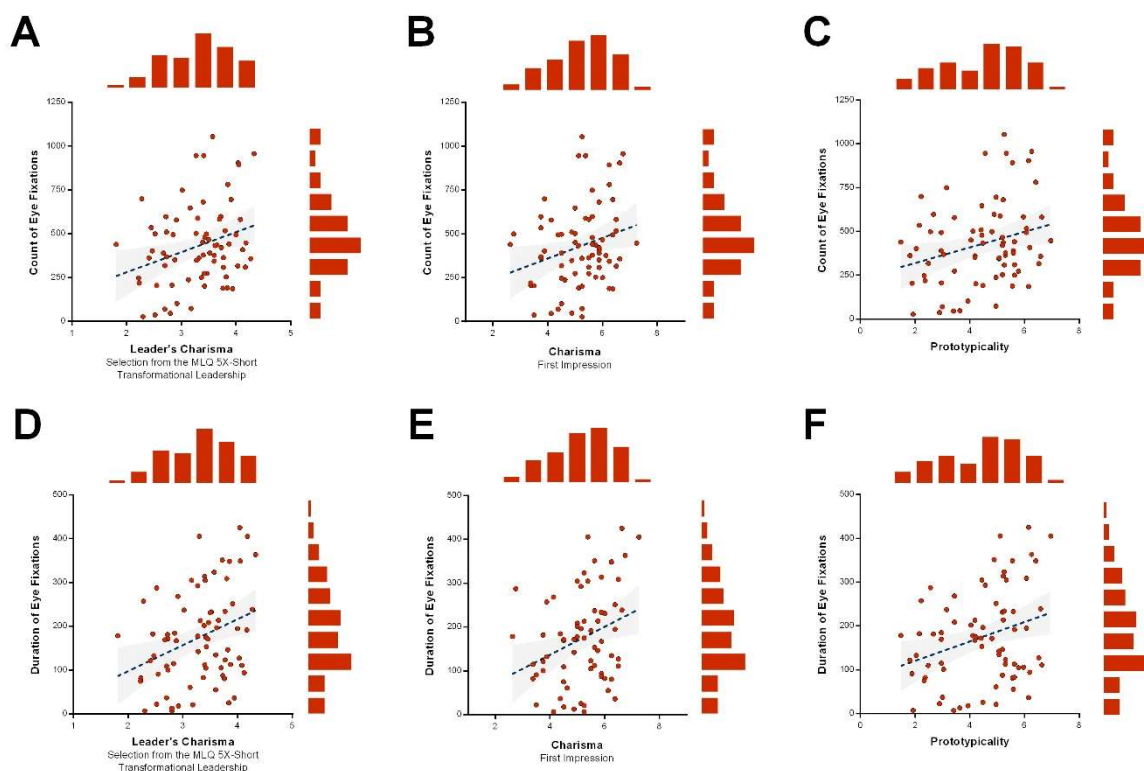 A
B
C
Count of Eye Fixations
1250
1000
750
500
250
0
1
2
3
4
5
Leader's Charisma
Selection from the MLQ 5X-Short
Transformational Leadership
Count of Eye Fixations
1250
1000
750
500
250
0
2
4
6
8
Charisma
First Impression
Count of Eye Fixations
1250
1000
750
500
250
0
0
2
4
6
8
Prototypicality
D
E
F
Duration of Eye Fixations
500
400
300
200
100
0
1
2
3
4
5
Leader's Charisma
Selection from the MLQ 5X-Short
Transformational Leadership
Duration of Eye Fixations
500
400
300
200
100
0
2
4
6
8
Charisma
First Impression
Duration of Eye Fixations
500
400
300
200
100
0
0
2
4
6
8
Prototypicality